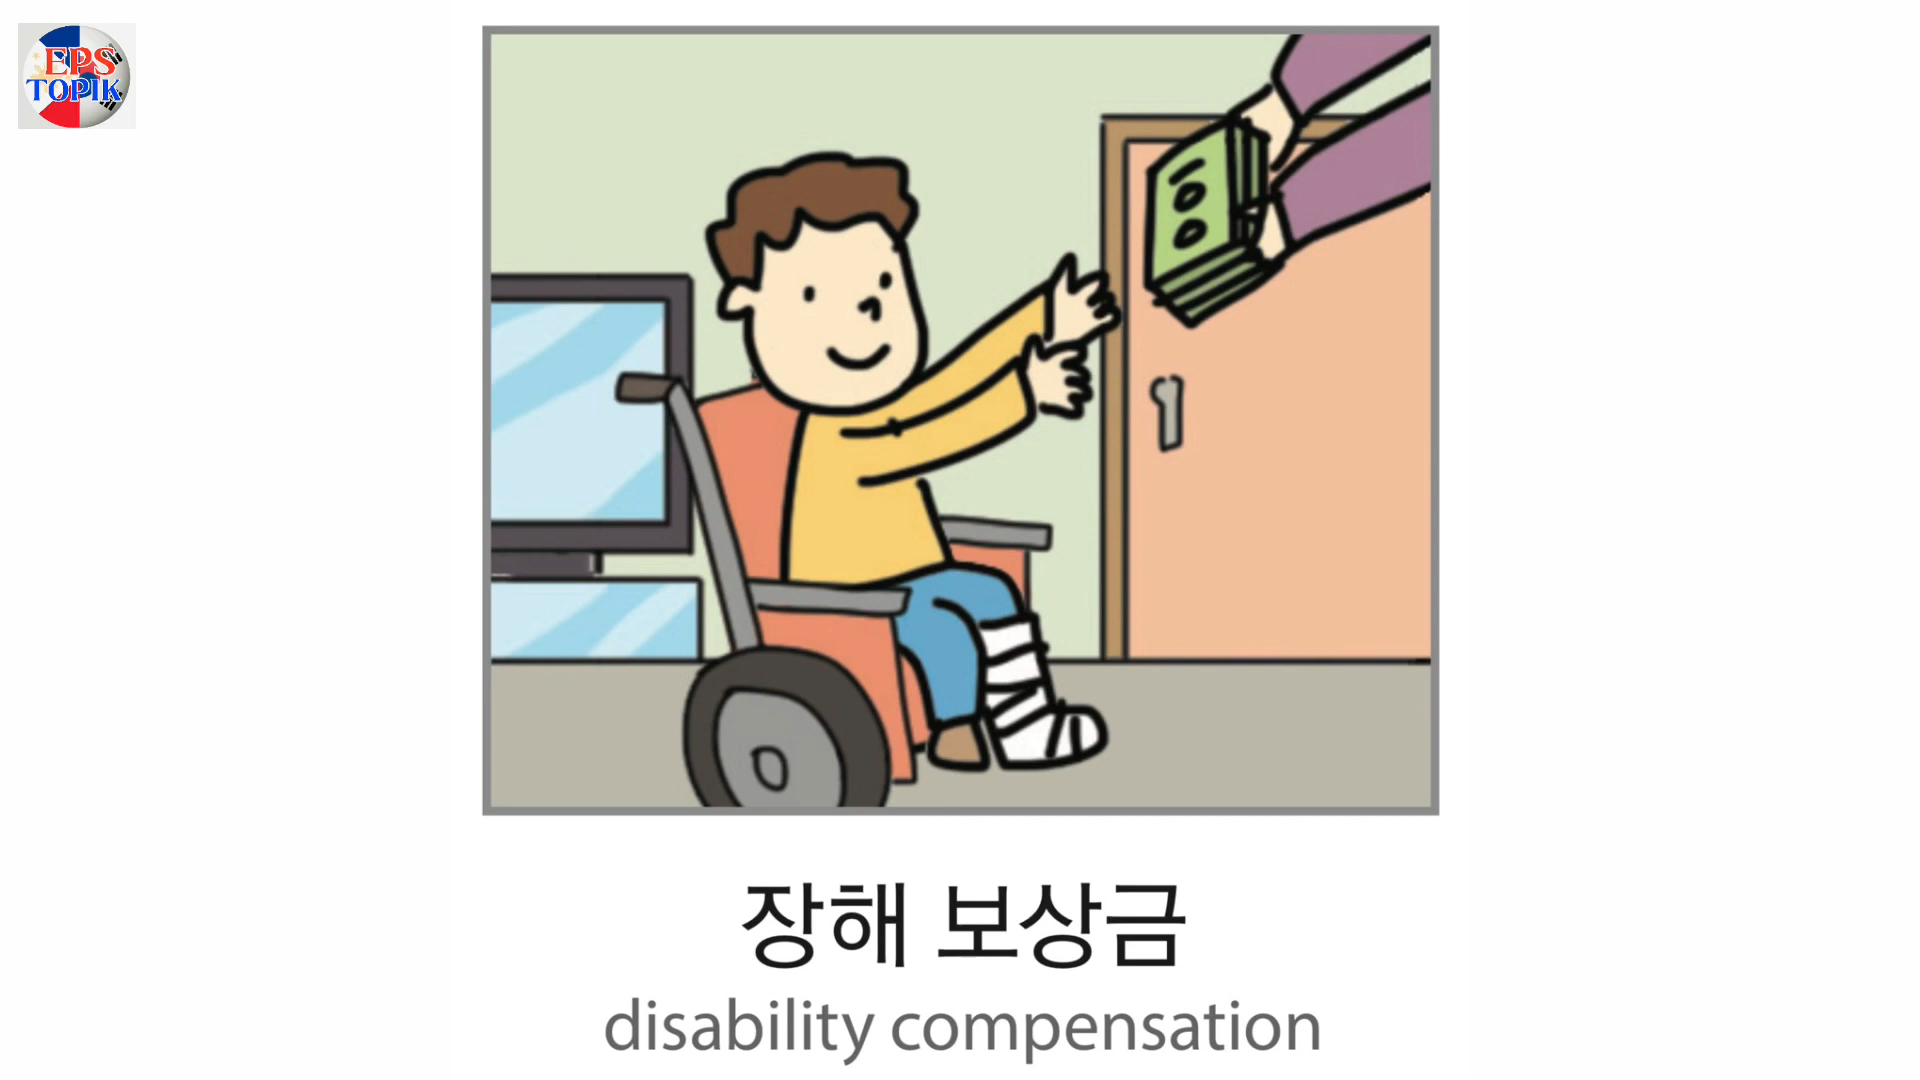 EPS
TOPIK
장해 보상금
disability compensation